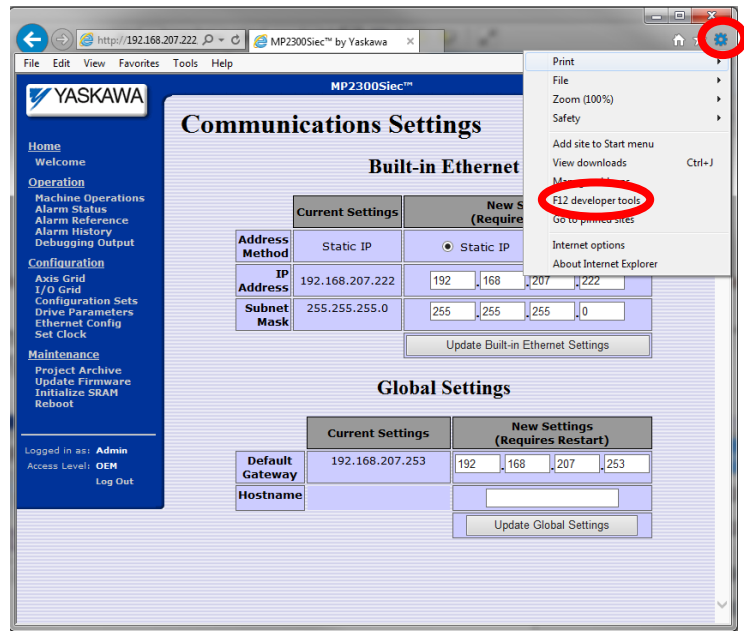 http://192.168.207.222
MP2300Siec™ by Yaskawa
File Edit View Favorites Tools Help
Print
File
Zoom (100%)
Safety
Add site to Start menu
View downloads Ctrl+J
F12 developer tools
Go to pinned sites
Internet options
About Internet Explorer
YASKAWA
MP2300Siec™
Home
Welcome
Operation
Machine Operations
Alarm Status
Alarm Reference
Alarm History
Debugging Output
Configuration
Axis Grid
I/O Grid
Configuration Sets
Drive Parameters
Ethernet Config
Set Clock
Maintenance
Project Archive
Update Firmware
Initialize SRAM
Reboot
Logged in as: Admin
Access Level: OEM
Log Out
Communications Settings
Built-in Ethernet
Current Settings New S
(Require
Address Method Static IP Static IP
IP Address 192.168.207.222 192 .168 .207 .222
Subnet Mask 255.255.255.0 255 .255 .255 .0
Update Built-in Ethernet Settings
Global Settings
Current Settings New Settings
(Requires Restart)
Default Gateway 192.168.207.253 192 .168 .207 .253
Hostname
Update Global Settings